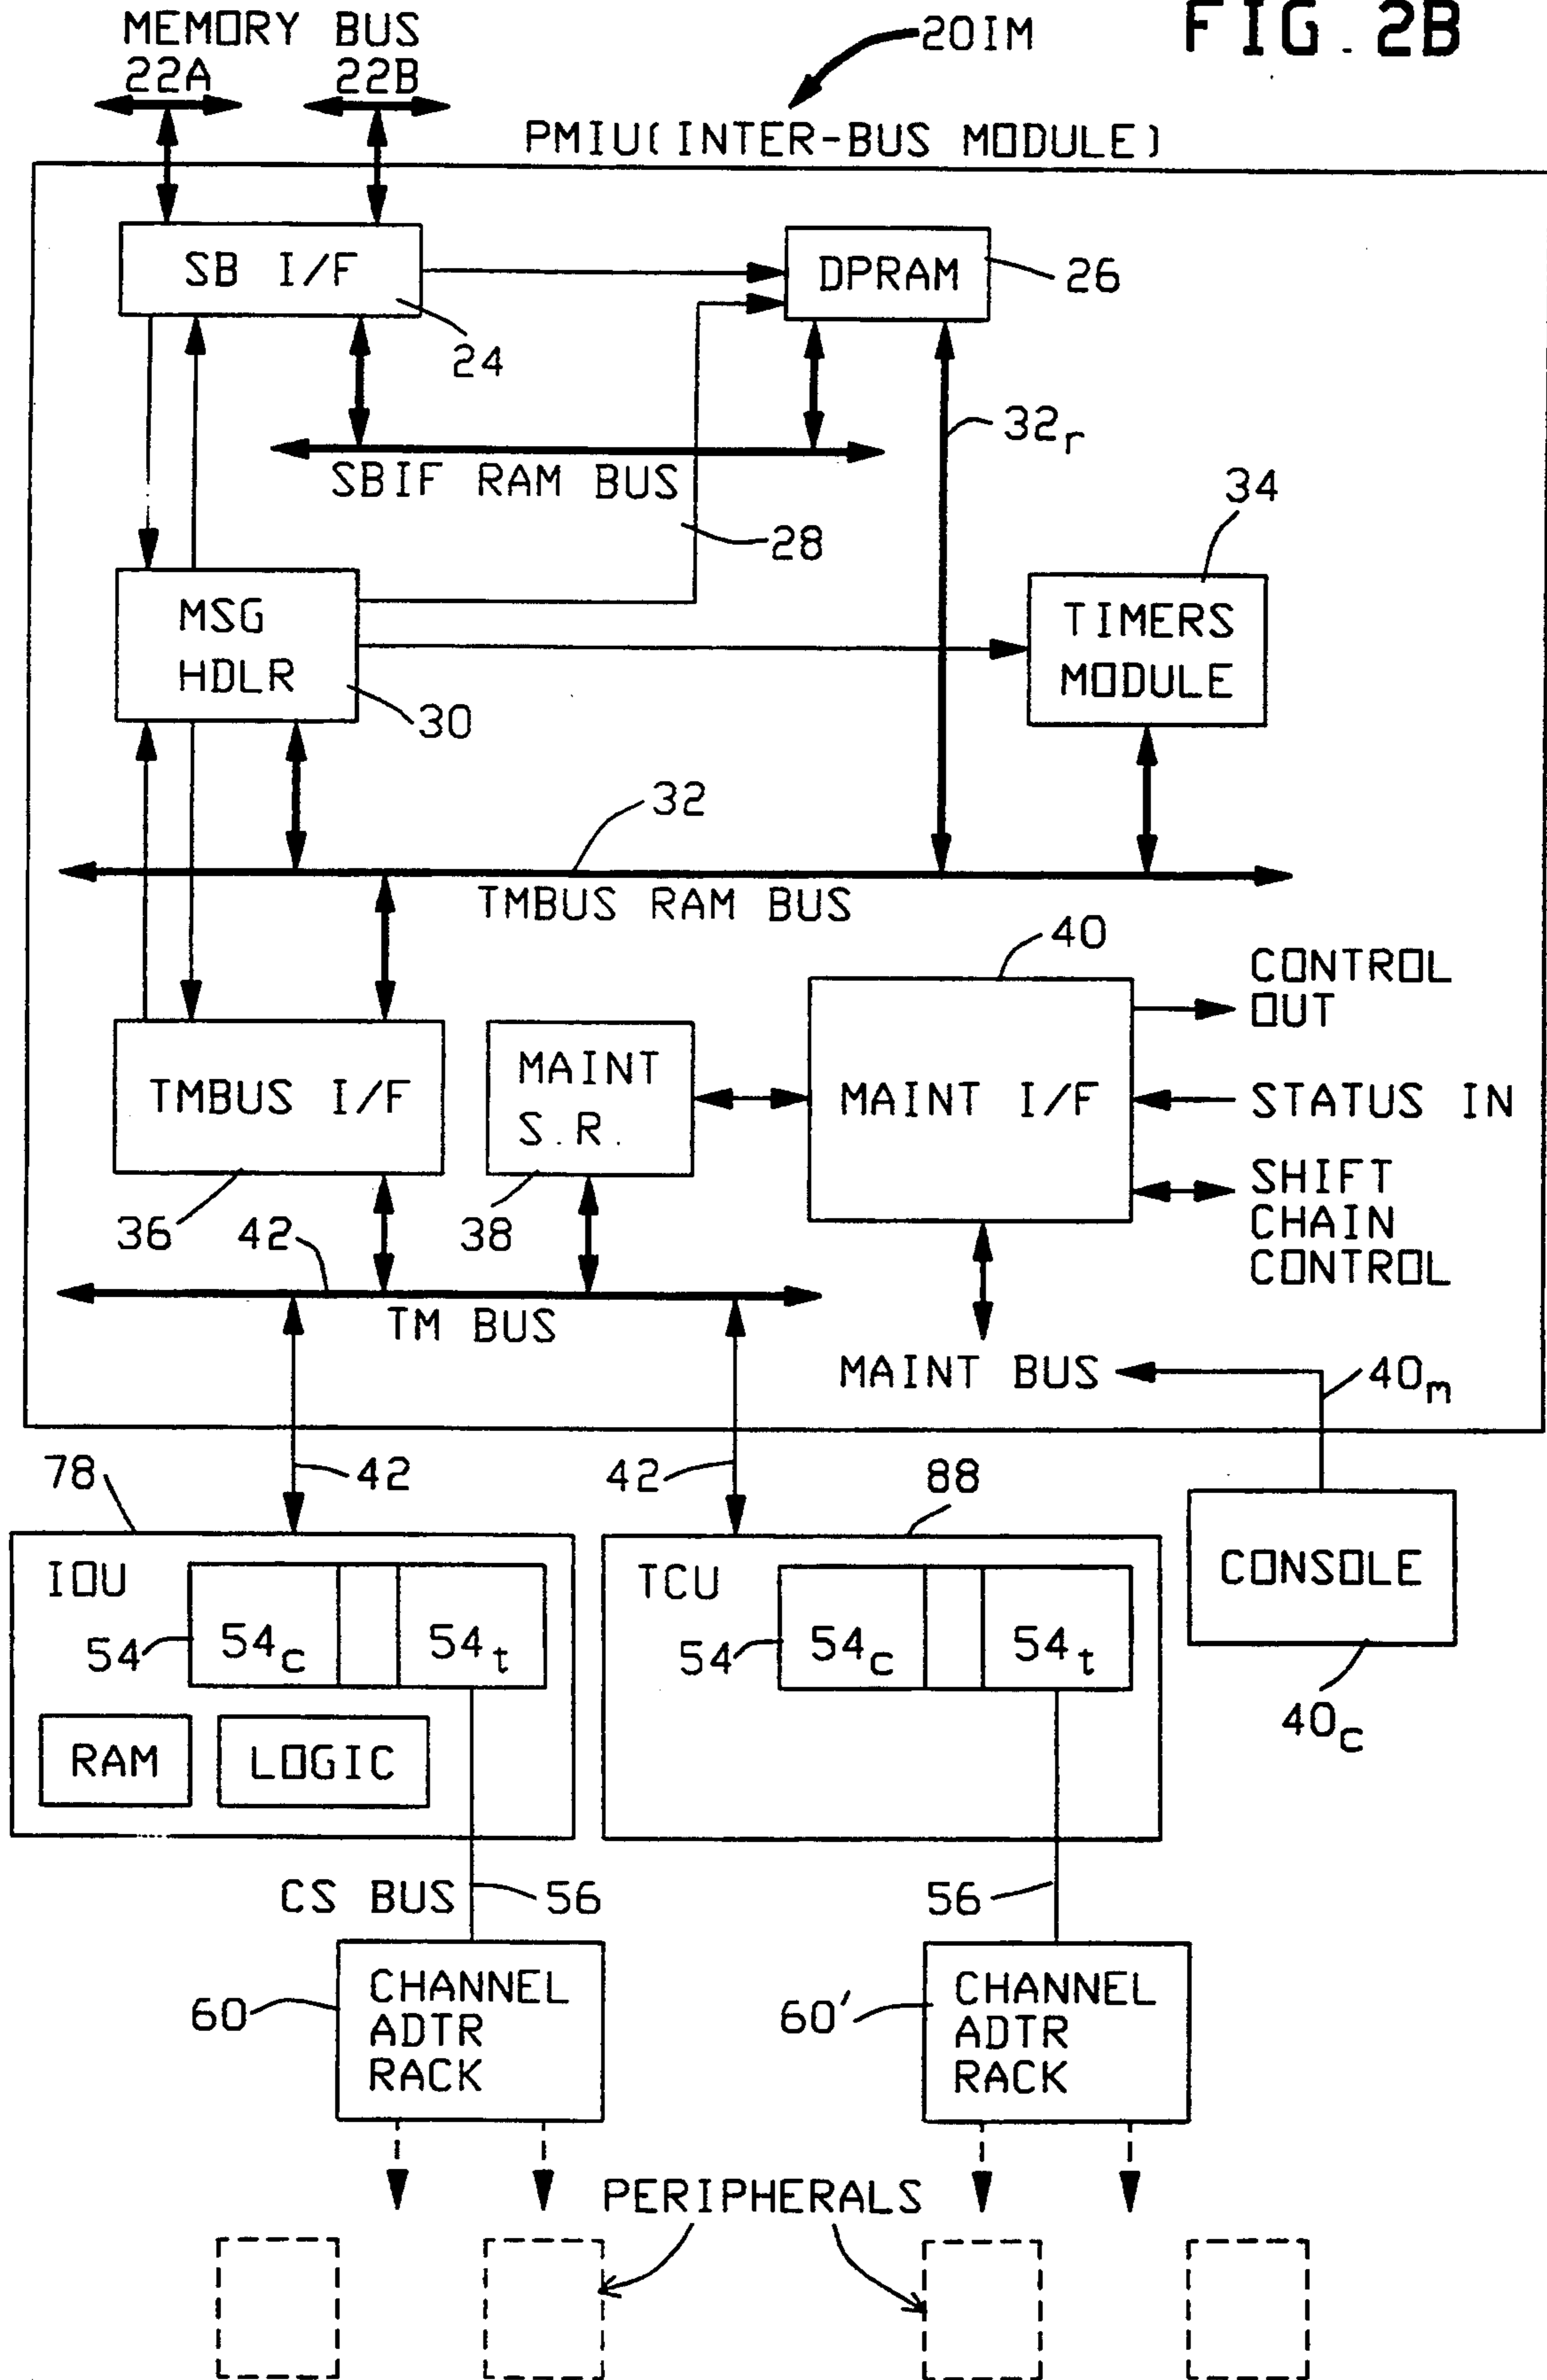 FIG. 2B
MEMORY BUS
22A 22B
20IM
PMIU(INTER-BUS MODULE)
SB I/F
24
DPRAM
26
SBIF RAM BUS
32r
28
34
MSG
HDLR
30
TIMERS
MODULE
32
TMBUS RAM BUS
40
CONTROL
OUT
TMBUS I/F
MAINT
S.R.
MAINT I/F
STATUS IN
SHIFT
CHAIN
CONTROL
36
42
38
TM BUS
MAINT BUS
40m
78
42
42
88
IOU
54
54c
54t
RAM
LOGIC
TCU
54
54c
54t
CONSOLE
40c
CS BUS
56
56
60
CHANNEL
ADTR
RACK
60'
CHANNEL
ADTR
RACK
PERIPHERALS